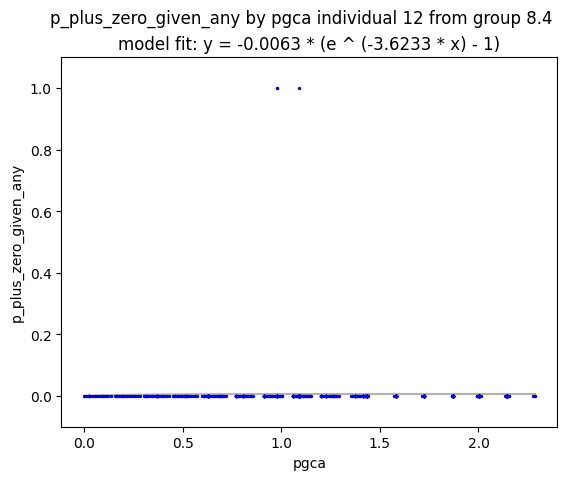 p_plus_zero_given_any by pgca individual 12 from group 8.4
model fit: y = -0.0063 * (e ^ (-3.6233 * x) - 1)
1.0
0.8
0.6
0.4
0.2
0.0
p_plus_zero_given_any
0.0 0.5 1.0 1.5 2.0
pgca